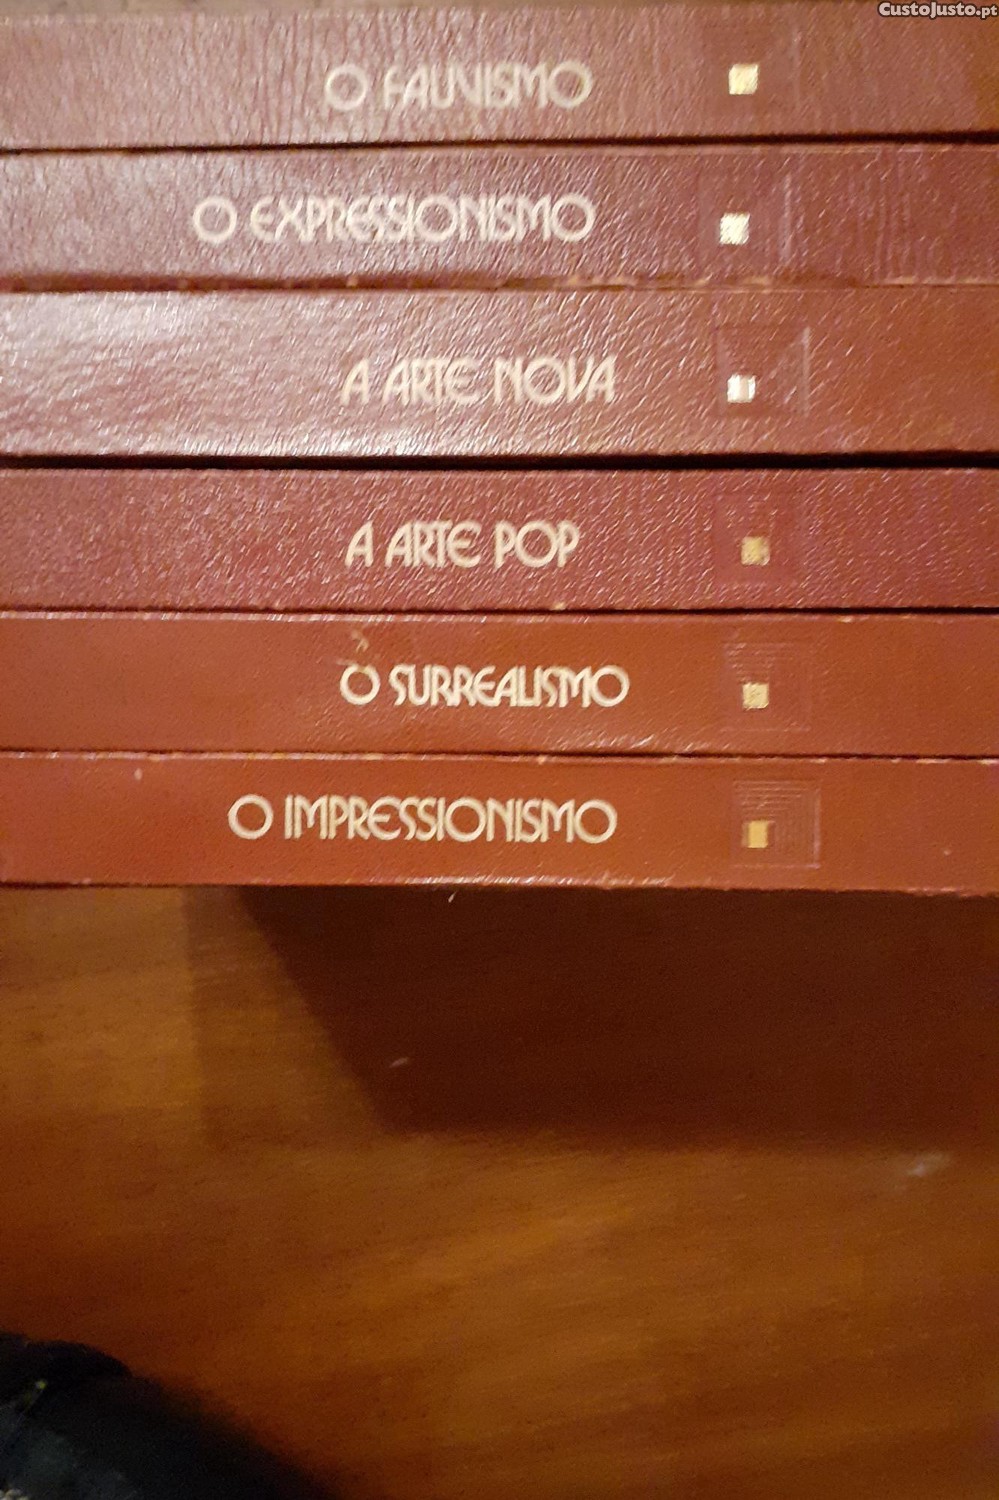 CustoJusto.pt
O FAUVISMO
O EXPRESSIONISMO
A ARTE NOVA
A ARTE POP
O SURREALISMO
O IMPRESSIONISMO